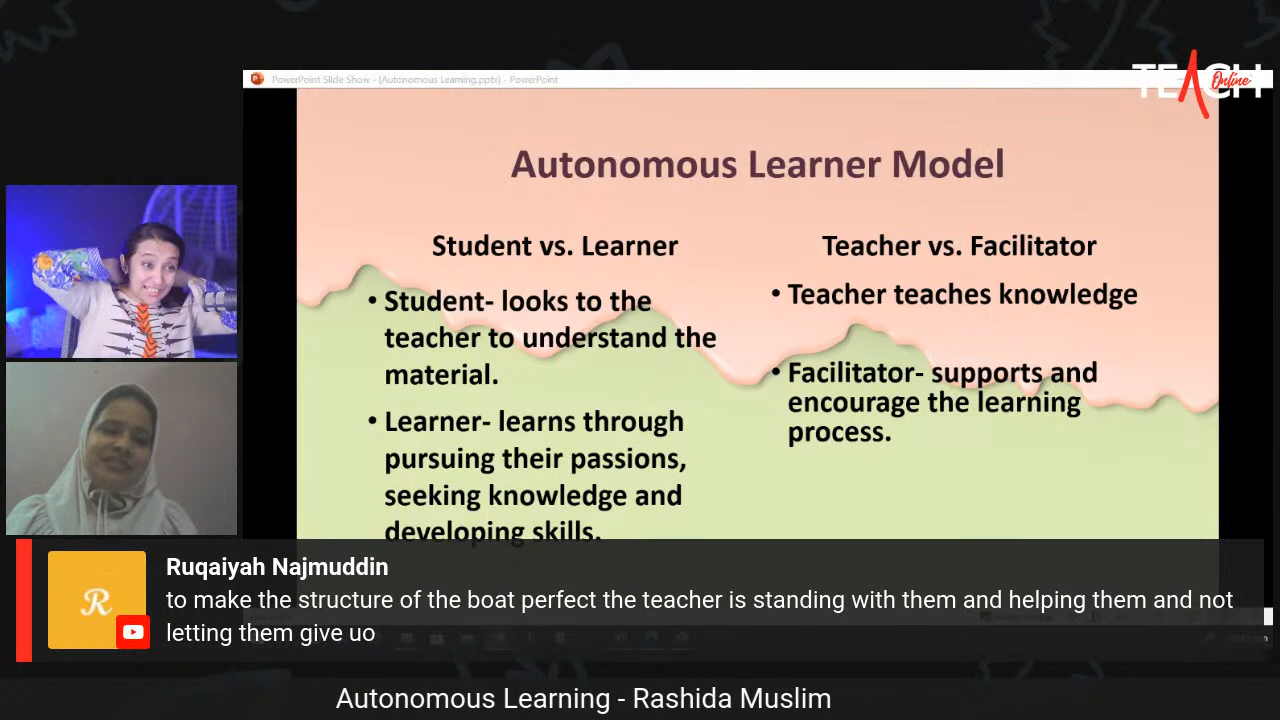 PowerPoint Slide Show - [Autonomous Learning.pptx] - PowerPoint
TEACH
Online
Autonomous Learner Model
Student vs. Learner
• Student- looks to the
teacher to understand the
material.
• Learner- learns through
pursuing their passions,
seeking knowledge and
developing skills.
Teacher vs. Facilitator
• Teacher teaches knowledge
• Facilitator- supports and
encourage the learning
process.
R
Ruqaiyah Najmuddin
to make the structure of the boat perfect the teacher is standing with them and helping them and not
letting them give uo
Autonomous Learning - Rashida Muslim